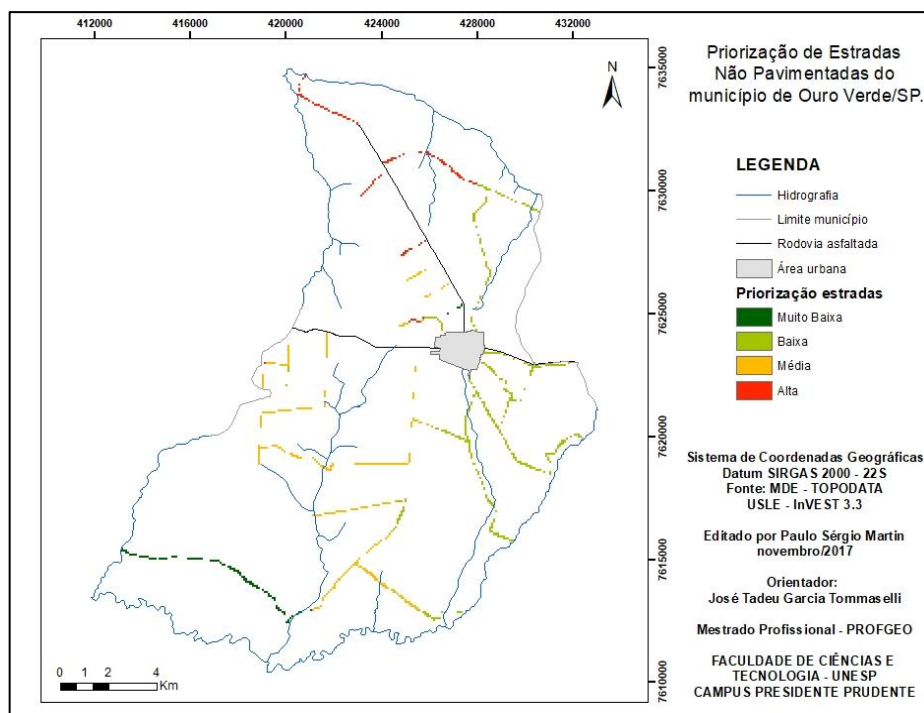 412000 416000 420000 424000 428000 432000
7635000
7630000
7625000
7620000
7615000
7610000
N
0 1 2 4
Km
Priorização de Estradas
Não Pavimentadas do
município de Ouro Verde/SP.
LEGENDA
Hidrografia
Limite município
Rodovia asfaltada
Área urbana
Priorização estradas
Muito Baixa
Baixa
Média
Alta
Sistema de Coordenadas Geográficas
Datum SIRGAS 2000 - 22S
Fonte: MDE - TOPODATA
USLE - InVEST 3.3
Editado por Paulo Sérgio Martin
novembro/2017
Orientador:
José Tadeu Garcia Tommaselli
Mestrado Profissional - PROFGEO
FACULDADE DE CIÊNCIAS E
TECNOLOGIA - UNESP
CAMPUS PRESIDENTE PRUDENTE